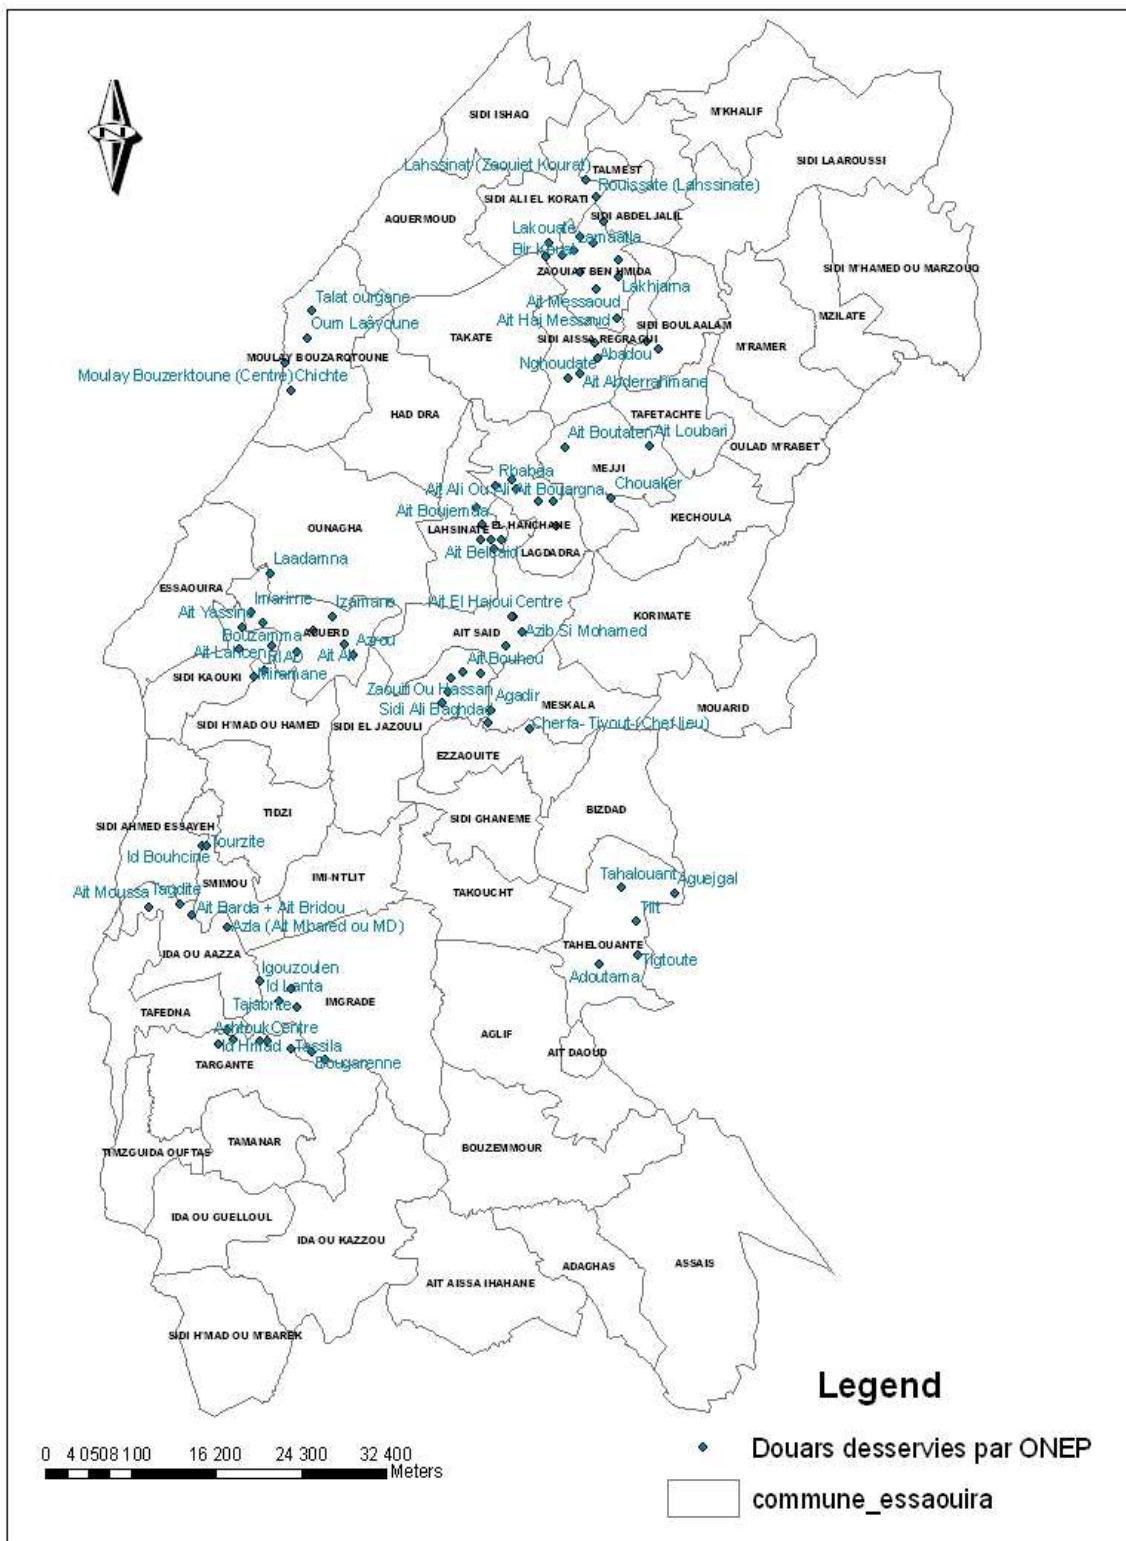 N
SIDI ISHAQ
M'KHALIF
SIDI LAAROUSSI
Lahssinat (Zaouiet Kourat)
TALMEST
Rouissate (Lahssinate)
SIDI ALI EL KORATI
AQUERMOUD
SIDI ABDELJALIL
Lakouate
Lamaatla
ZAOUIAT BEN HMIDA
SIDI M'HAMED OU MARZOUQ
Lakhiama
Talat ourgane
Ait Messaoud
MZILATE
Ait Haj Messaud
Oum Laâyoune
SIDI BOULAALAM
TAKATE
SIDI AISSA REGRAGUI
M'RAMER
MOULAY BOUZARQTOUNE
Abadou
Nghoudate
Moulay Bouzerktoune (Centre)
Chichte
Ait Abderrahmane
HAD DRA
TAFETACHTE
Ait Boutaten
Ait Loubari
OULAD M'RABET
MEJJI
Rbabda
Chouaker
Ait Ali Ou Ali
Ait Bouargna
Ait Boujemaa
KECHOULA
OUNAGHA
LAHSINATE
EL HANCHANE
Ait Belcaid
LAGDADRA
Laadamna
ESSAOUIRA
Imarime
Izamane
Ait El Hajoui
Centre
KORIMATE
Ait Yassine
Bouzamma
AGUERD
Azrou
AIT SAID
Azib Si Mohamed
Ait Lahcen
RIAD
Ait Ali
Ait Bouhou
SIDI KAOUKI
Miramane
Zaouit Ou Hassan
Agadir
Sidi Ali Baghdad
MESKALA
MOUARID
SIDI H'MAD OU HAMED
SIDI EL JAZOULI
Cherfa- Tiyout-(Chef lieu)
EZZAOUITE
TIDZI
BIZDAD
SIDI GHANEME
SIDI AHMED ESSAYEH
Tourzite
Id Bouhcine
SMIMOU
IMI-NTLIT
Tahalouant
Aguejgal
Ait Moussa
Tagdite
TAKOUCHT
Ait Barda + Ait Bridou
Tilt
Azla (Ait Mbared ou MD)
TAHELOUANTE
IDA OU AAZZA
Tigtoute
Adoutama
Igouzoulen
Id Lanta
IMGRADE
Tajabrite
TAFEDNA
Ashtouk
Centre
AGLIF
Id Hmad
Tassila
AIT DAOUD
TARGANTE
Bougarenne
TAMANAR
BOUZEMMOUR
TIMZGUIDA OUFTAS
IDA OU GUELLOUL
IDA OU KAZZOU
ADAGHAS
ASSAIS
AIT AISSA IHAHANE
SIDI H'MAD OU M'BAREK
Legend
Douars desservies par ONEP
commune_essaouira
0 4 0508 100 16 200 24 300 32 400
Meters